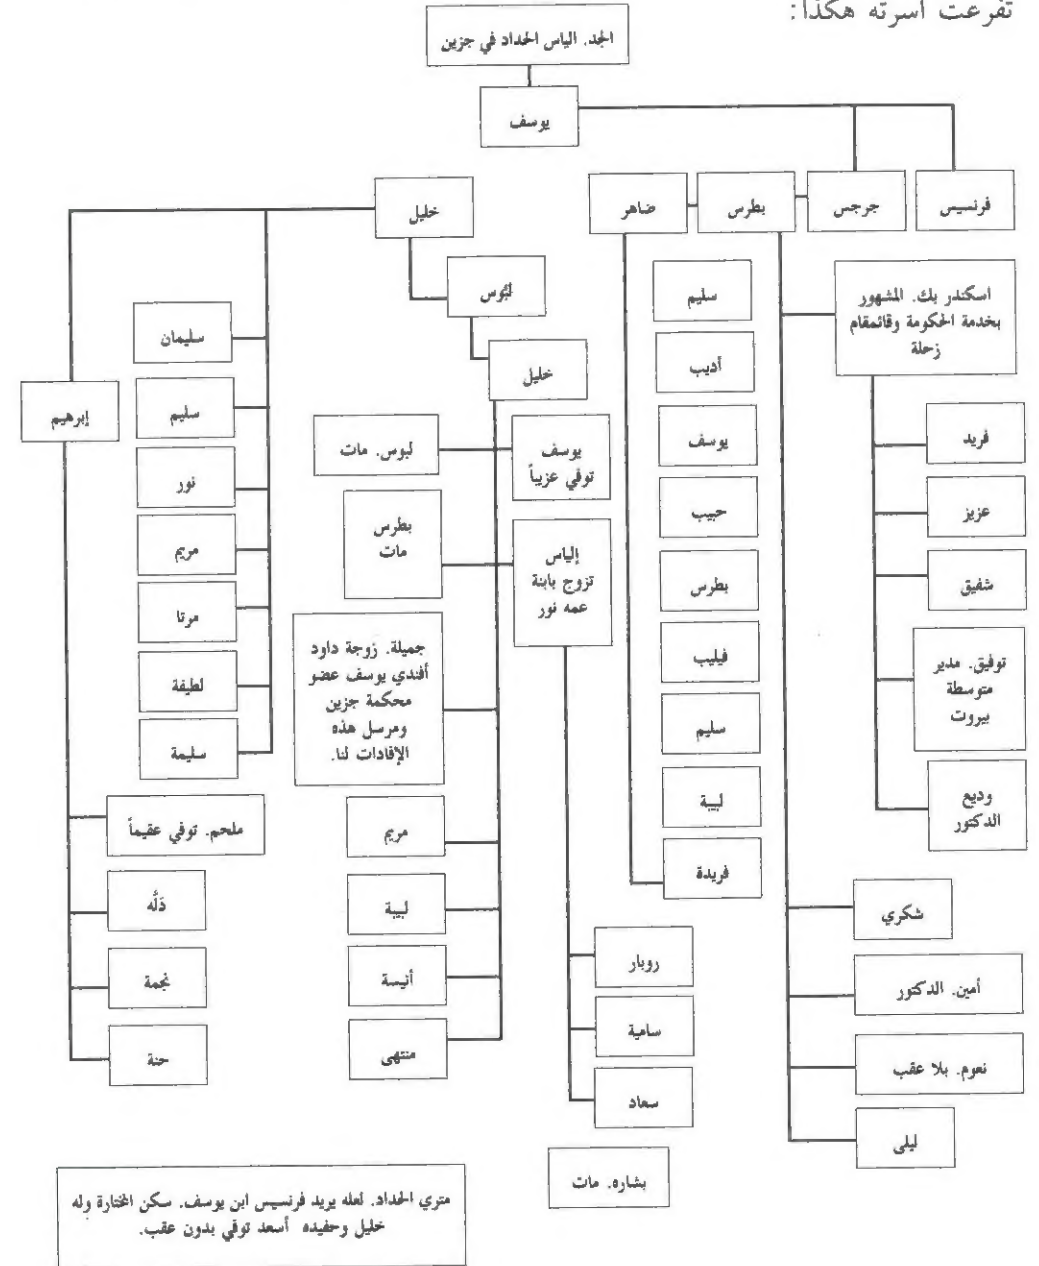 تفرعت أسرته هكذا:
الجد. الياس الحداد في جزين
يوسف
فرنسيس
جرجس
بطرس
ضاهر
خليل
اسكندر بك. المشهور
بخدمة الحكومة وقائمقام
زحلة
فريد
عزيز
شفيق
توفيق. مدير
متوسطة
بيروت
وديع
الدكتور
شكري
أمين. الدكتور
نعوم. بلا عقب
ليلى
سليم
أديب
يوسف
حبيب
بطرس
فيليب
سليم
لبيبة
فريدة
لبّوس
خليل
يوسف
توفي عزيباً
لبوس. مات
إلياس
تزوج بابنة
عمه نور
بطرس
مات
جميلة. زوجة داود
أفندي يوسف عضو
محكمة جزين
ومرسل هذه
الإفادات لنا.
مريم
لبيبة
أنيسة
منتهى
روبار
سامية
سعاد
بشاره. مات
سليمان
سليم
نور
مريم
مرتا
لطيفة
سليمة
إبرهيم
ملحم. توفي عقيماً
دَلَّه
نجمة
حنة
متري الحداد. لعله يريد فرنسيس ابن يوسف. سكن المختارة وله
خليل وحفيده أسعد توفي بدون عقب.